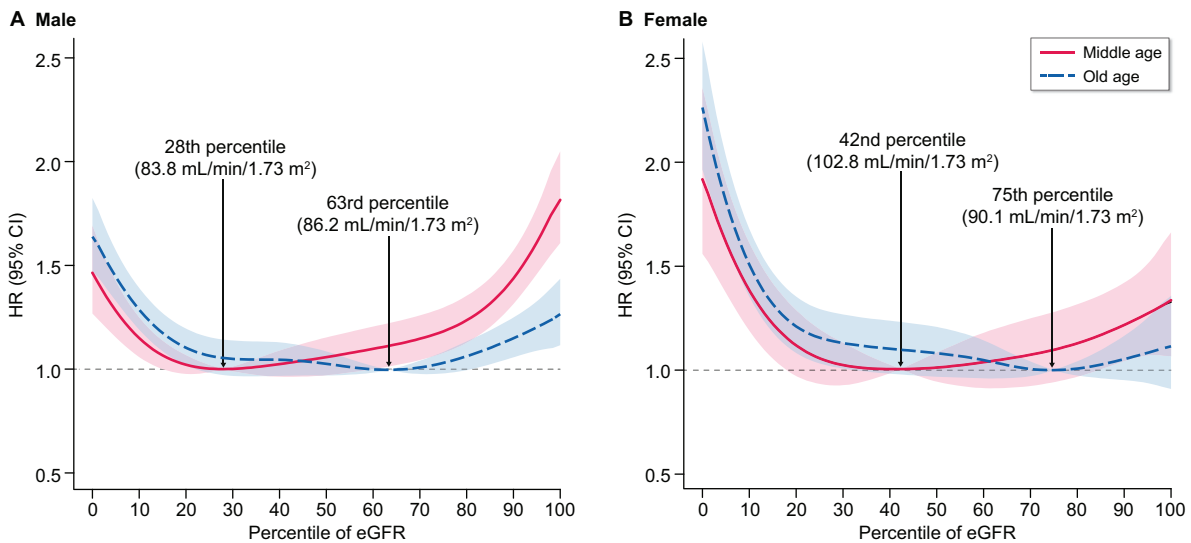 A Male
HR (95% CI)
2.5
2.0
1.5
1.0
0.5
28th percentile
(83.8 mL/min/1.73 m²)
63rd percentile
(86.2 mL/min/1.73 m²)
0 10 20 30 40 50 60 70 80 90 100
Percentile of eGFR
B Female
HR (95% CI)
2.5
2.0
1.5
1.0
0.5
Middle age
Old age
42nd percentile
(102.8 mL/min/1.73 m²)
75th percentile
(90.1 mL/min/1.73 m²)
0 10 20 30 40 50 60 70 80 90 100
Percentile of eGFR